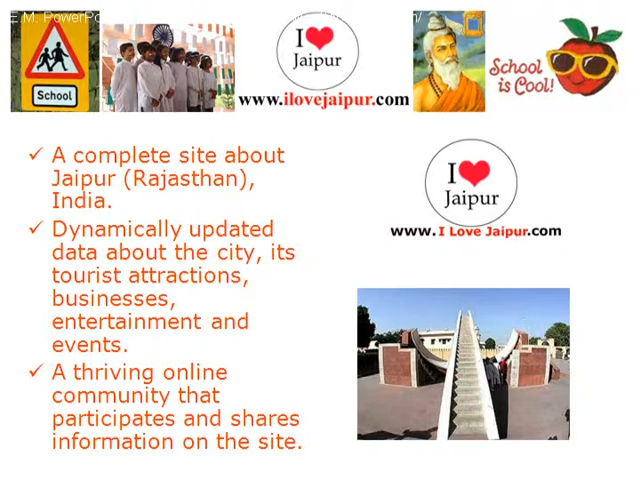 E.M. PowerPo
School
I
Jaipur
www.ilovejaipur.com
School
is Cool!
I
Jaipur
www. I Love Jaipur.com
✓ A complete site about
Jaipur (Rajasthan),
India.
✓ Dynamically updated
data about the city, its
tourist attractions,
businesses,
entertainment and
events.
✓ A thriving online
community that
participates and shares
information on the site.